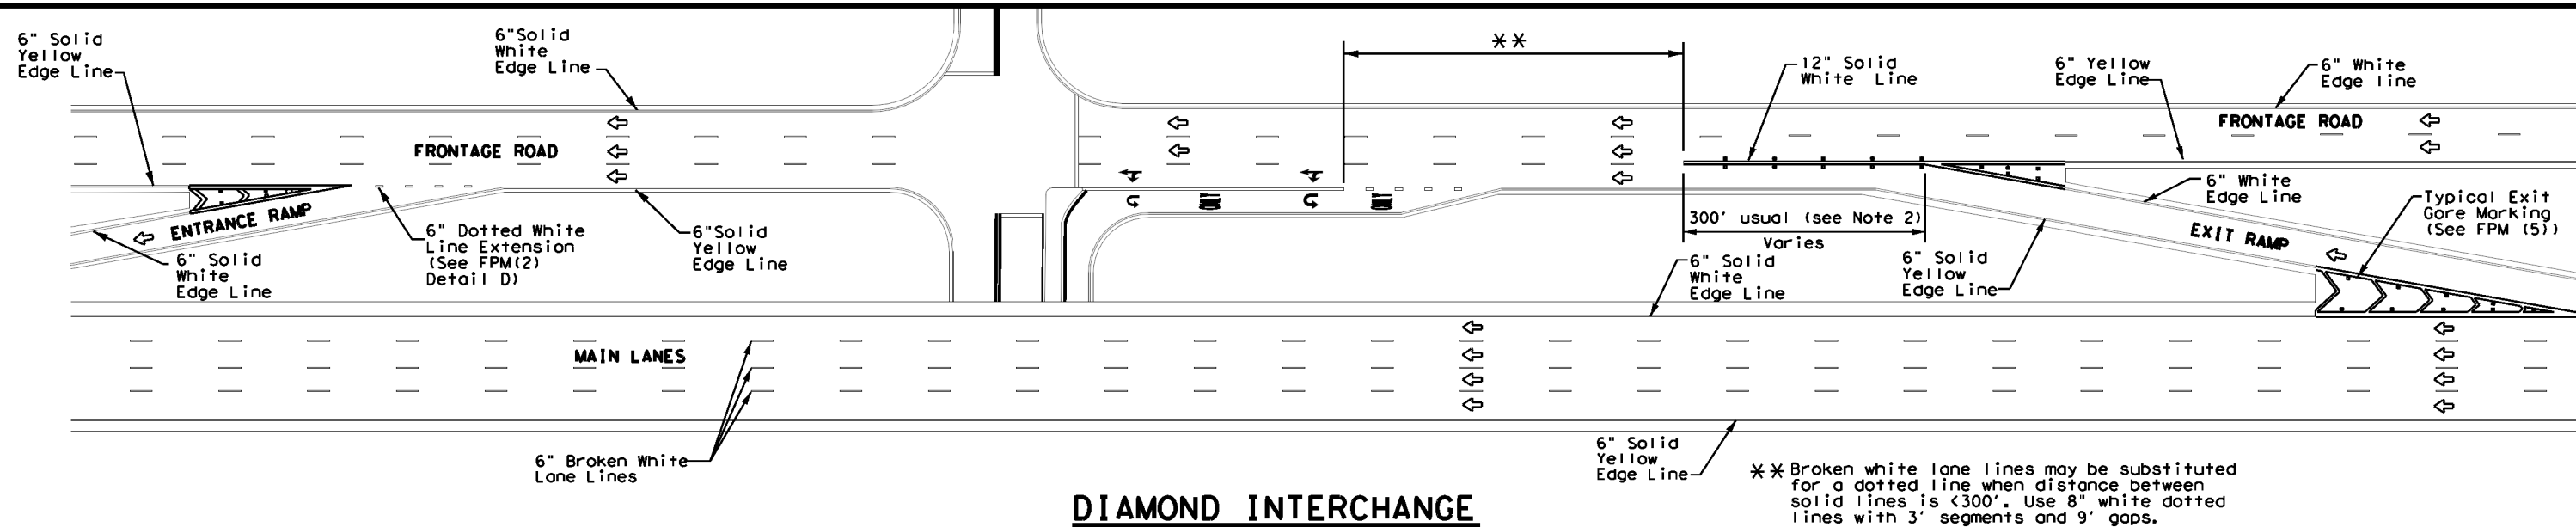 6" Solid
Yellow
Edge Line
6"Solid
White
Edge Line
**
12" Solid
White Line
6" Yellow
Edge Line
6" White
Edge line
FRONTAGE ROAD
FRONTAGE ROAD
ENTRANCE RAMP
6" Solid
White
Edge Line
6" Dotted White
Line Extension
(See FPM(2)
Detail D)
6"Solid
Yellow
Edge Line
300' usual (see Note 2)
Varies
6" Solid
White
Edge Line
6" Solid
Yellow
Edge Line
6" White
Edge Line
EXIT RAMP
Typical Exit
Gore Marking
(See FPM (5))
MAIN LANES
6" Broken White
Lane Lines
6" Solid
Yellow
Edge Line
** Broken white lane lines may be substituted
for a dotted line when distance between
solid lines is <300'. Use 8" white dotted
lines with 3' segments and 9' gaps.
DIAMOND INTERCHANGE